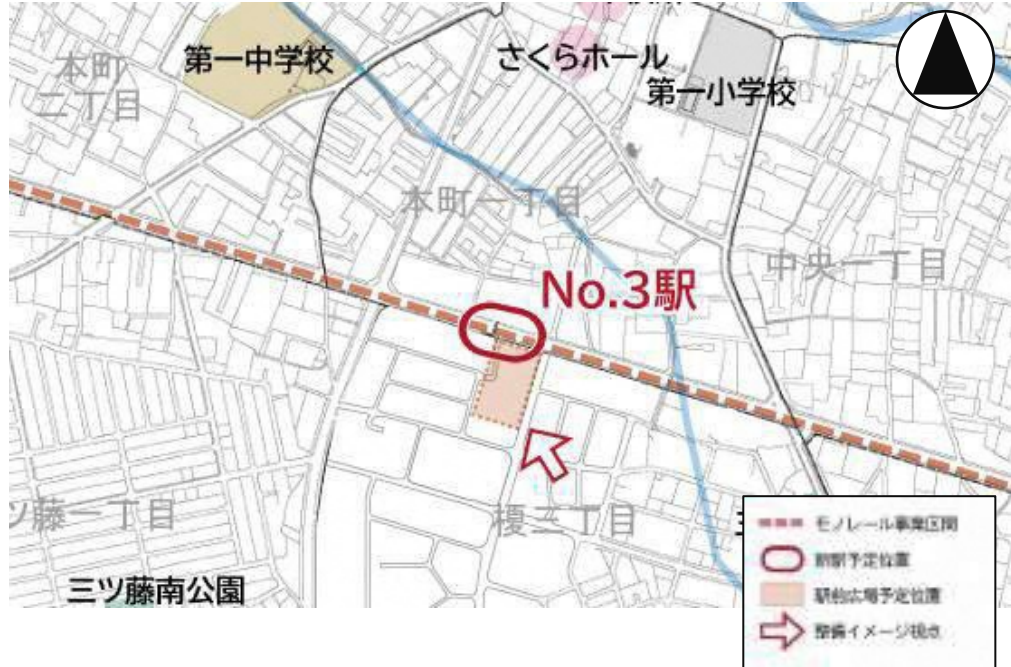 第一中学校
さくらホール
本町
二丁目
第一小学校
本町一丁目
中央一丁目
No.3駅
ツ藤一丁目
榎三丁目
三ツ藤南公園
モノレール事業区間
新駅予定位置
駅前広場予定位置
整備イメージ視点